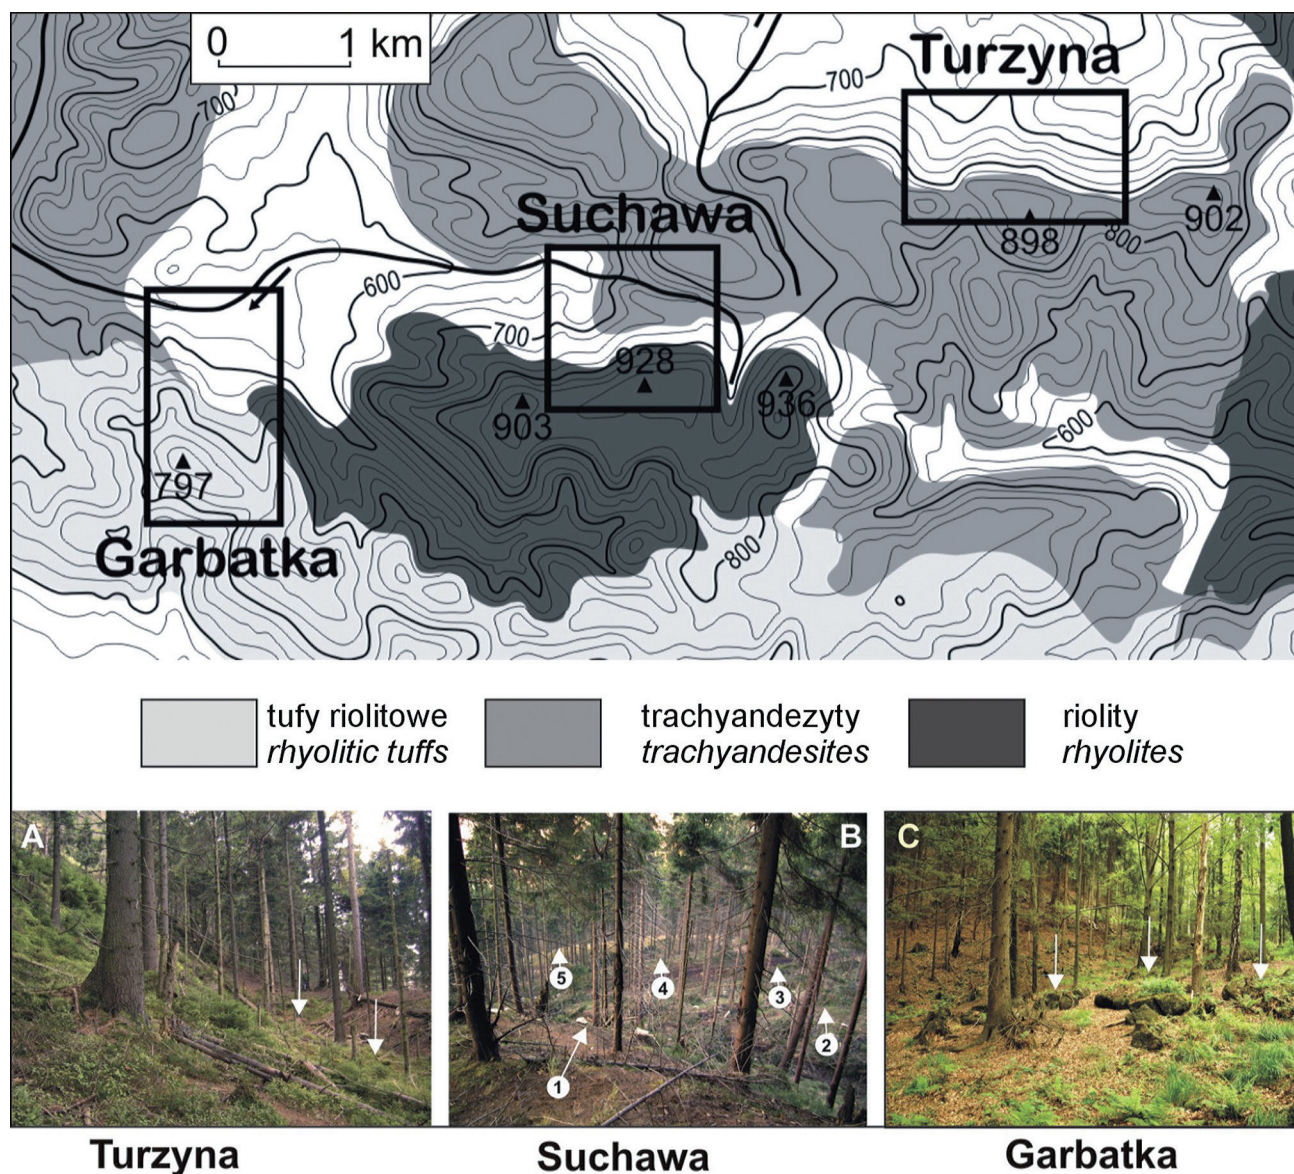 0 1 km
Turzyna
700
700
Suchawa
902
898
800
600
700
928
903
936
600
797
Garbatka
800
tufy riolitowe
rhyolitic tuffs
trachyandezyty
trachyandesites
riolity
rhyolites
A
B
C
5
4
3
2
1
Turzyna
Suchawa
Garbatka